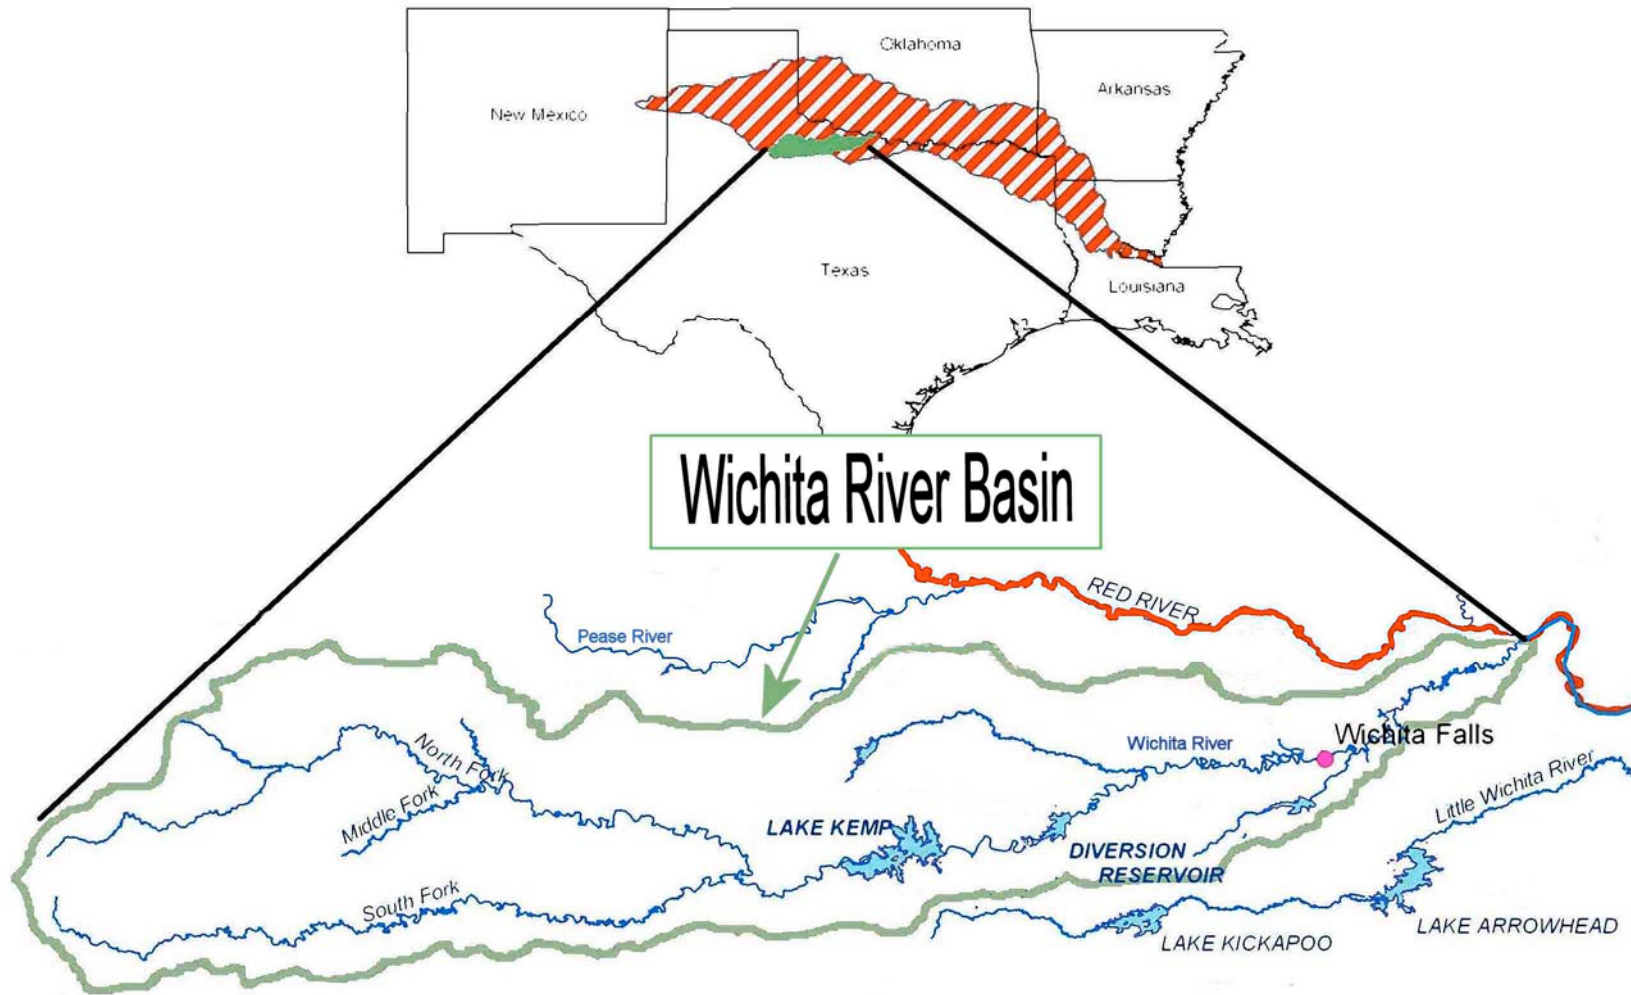 Oklahoma
Arkansas
New Mexico
Texas
Louisiana
Wichita River Basin
RED RIVER
Pease River
Wichita Falls
Wichita River
North Fork
Middle Fork
Little Wichita River
LAKE KEMP
DIVERSION
RESERVOIR
South Fork
LAKE ARROWHEAD
LAKE KICKAPOO